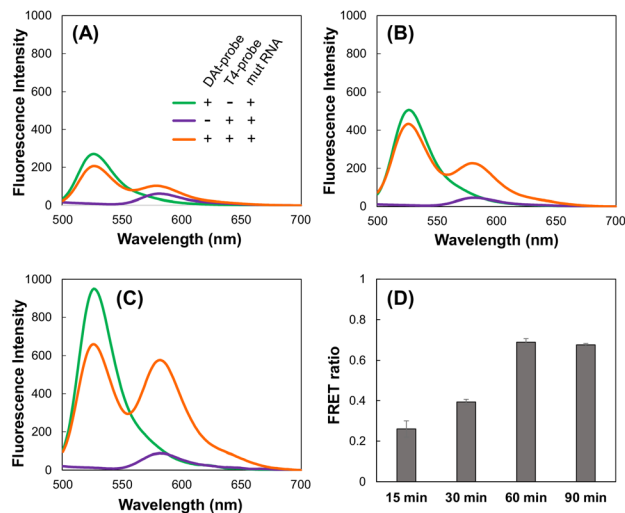 (A)
Fluorescence Intensity
1000
800
600
400
200
0
DAt-probe
T4-probe
mut RNA
+ - +
- + +
+ + +
500 550 600 650 700
Wavelength (nm)
(B)
Fluorescence Intensity
1000
800
600
400
200
0
500 550 600 650 700
Wavelength (nm)
(C)
Fluorescence Intensity
1000
800
600
400
200
0
500 550 600 650 700
Wavelength (nm)
(D)
FRET ratio
1
0.8
0.6
0.4
0.2
0
15 min 30 min 60 min 90 min